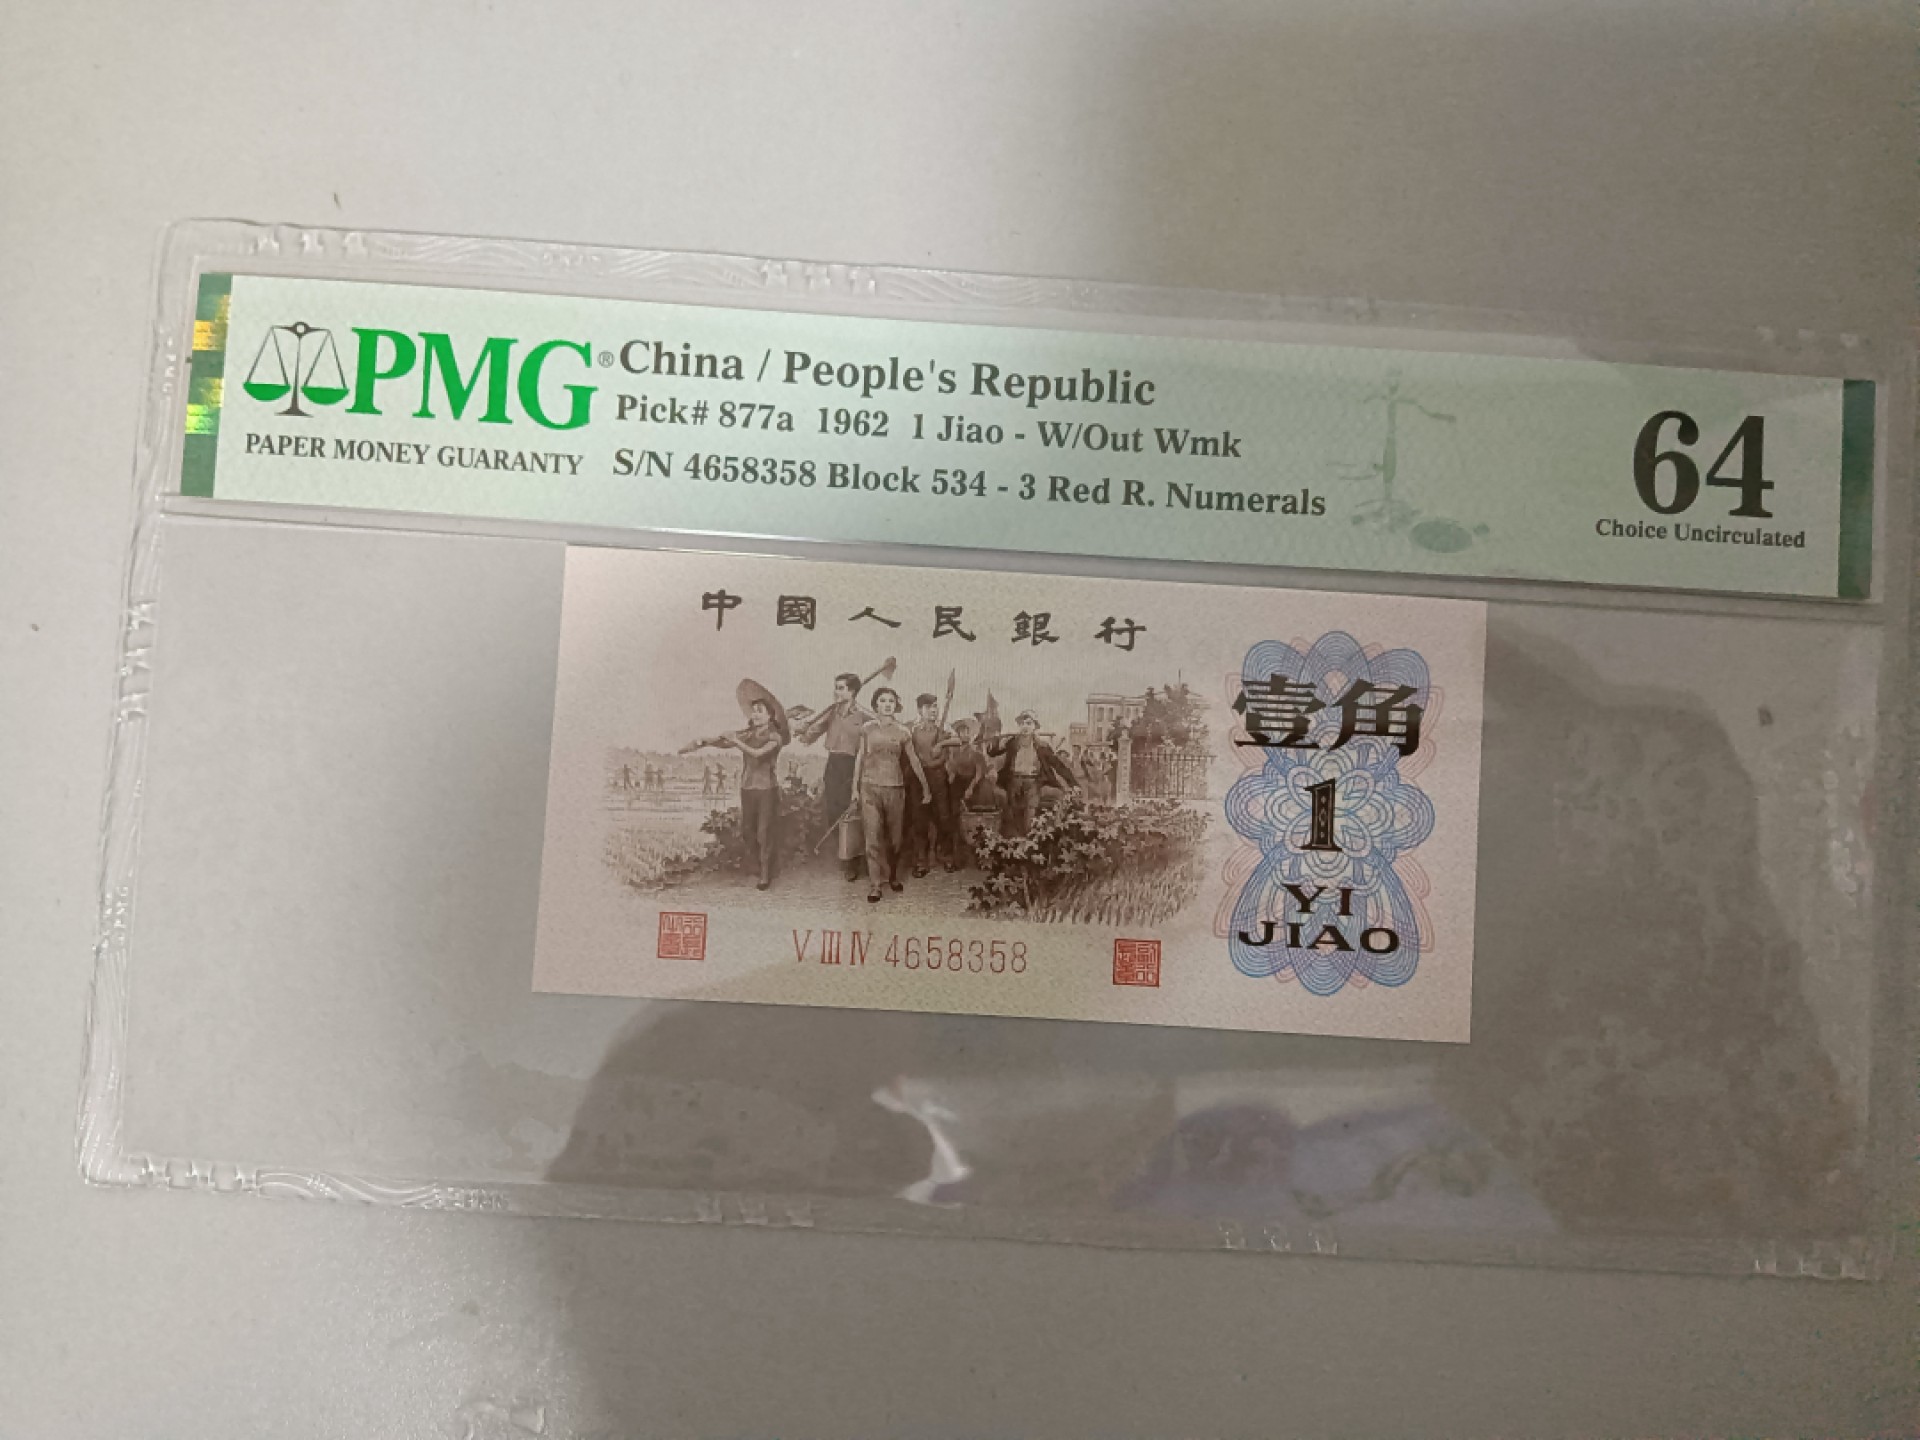 PMG® China / People's Republic
Pick# 877a 1962 1 Jiao - W/Out Wmk
PAPER MONEY GUARANTY S/N 4658358 Block 534 - 3 Red R. Numerals
64
Choice Uncirculated
中國人民銀行
壹角
1
YI
JIAO
V III IV 4658358